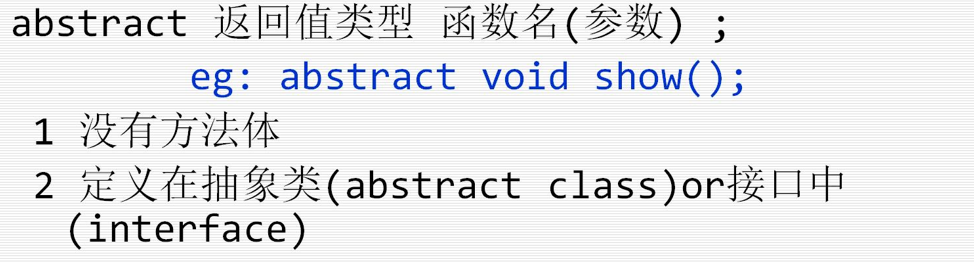 abstract 返回值类型 函数名(参数) ;
eg: abstract void show();
1 没有方法体
2 定义在抽象类(abstract class)or接口中
(interface)